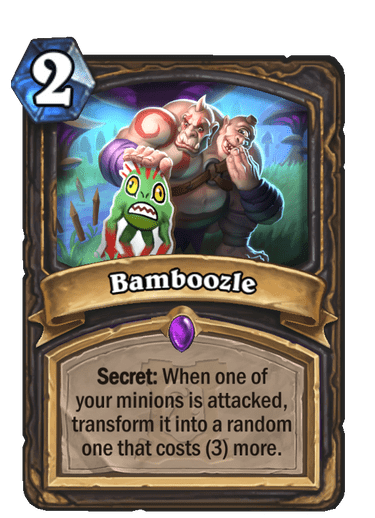 2
Bamboozle
Secret: When one of
your minions is attacked,
transform it into a random
one that costs (3) more.